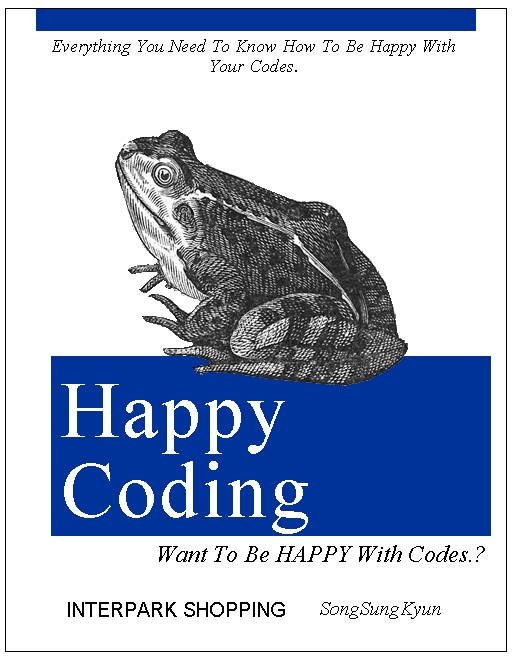 Everything You Need To Know How To Be Happy With
Your Codes.
Happy
Coding
Want To Be HAPPY With Codes.?
INTERPARK SHOPPING SongSungKyun